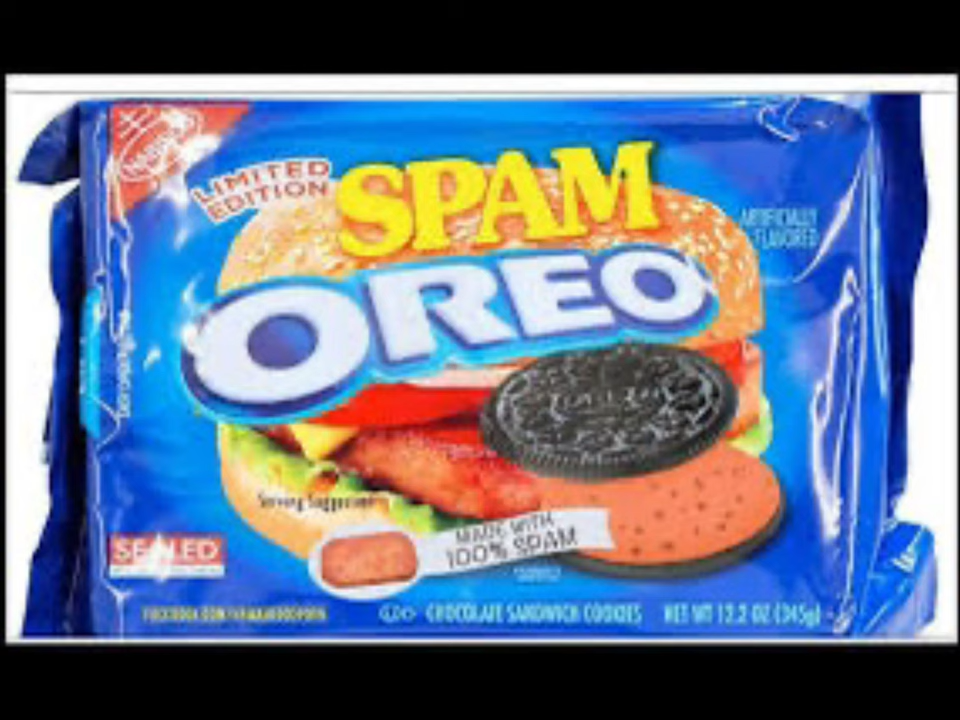 NABISCO
LIMITED
EDITION
SPAM
OREO
ARTIFICIALLY
FLAVORED
Serving Suggestion
MADE WITH
100% SPAM
SEALED
CHOCOLATE SANDWICH COOKIES
NET WT 12.2 OZ (345g)